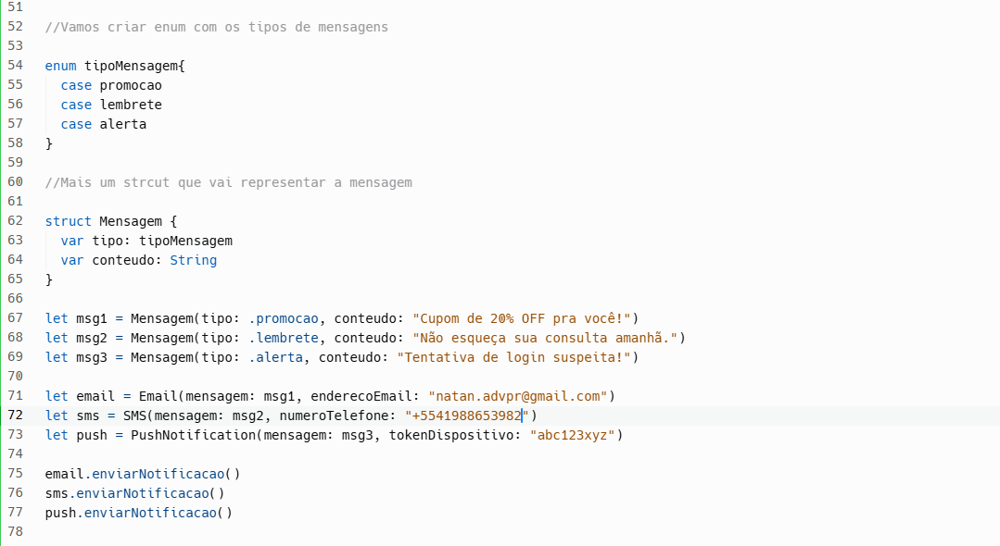 51
52 //Vamos criar enum com os tipos de mensagens
53
54 enum tipoMensagem{
55 case promocao
56 case lembrete
57 case alerta
58 }
59
60 //Mais um strcut que vai representar a mensagem
61
62 struct Mensagem {
63 var tipo: tipoMensagem
64 var conteudo: String
65 }
66
67 let msg1 = Mensagem(tipo: .promocao, conteudo: "Cupom de 20% OFF pra você!")
68 let msg2 = Mensagem(tipo: .lembrete, conteudo: "Não esqueça sua consulta amanhã.")
69 let msg3 = Mensagem(tipo: .alerta, conteudo: "Tentativa de login suspeita!")
70
71 let email = Email(mensagem: msg1, enderecoEmail: "natan.advpr@gmail.com")
72 let sms = SMS(mensagem: msg2, numeroTelefone: "+5541988653982")
73 let push = PushNotification(mensagem: msg3, tokenDispositivo: "abc123xyz")
74
75 email.enviarNotificacao()
76 sms.enviarNotificacao()
77 push.enviarNotificacao()
78